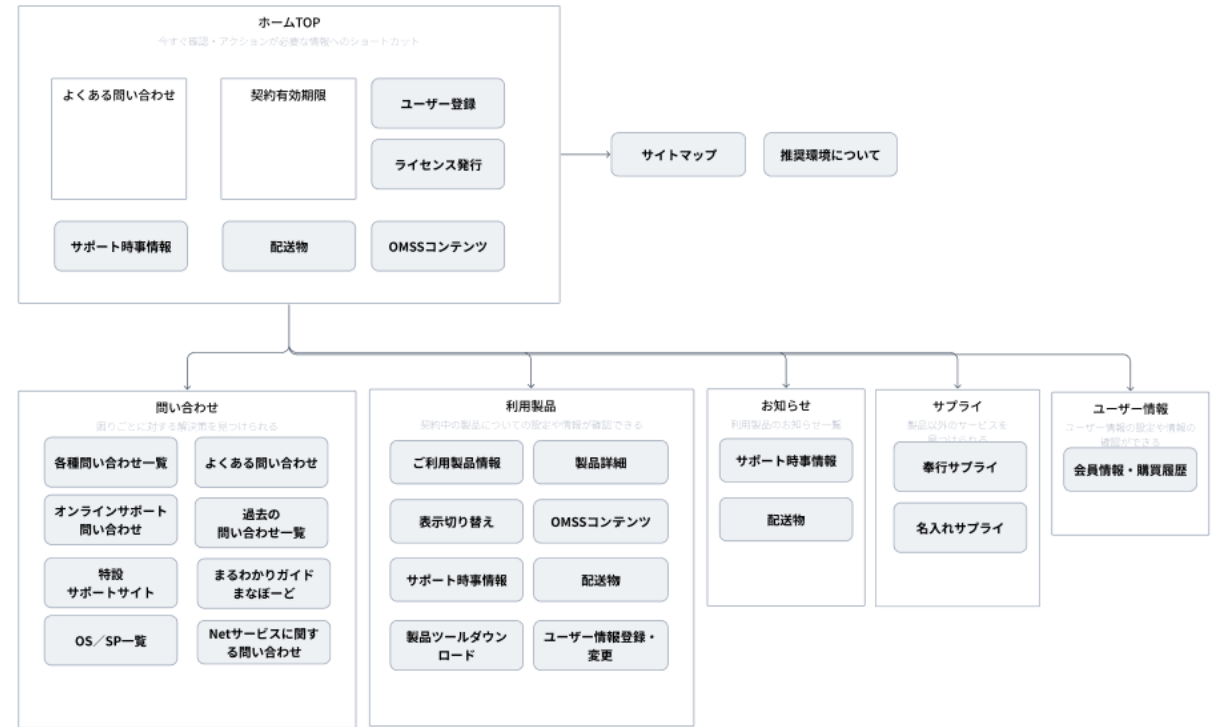 ホームTOP
今すぐ確認・アクションが必要な情報へのショートカット
よくある問い合わせ
契約有効期限
ユーザー登録
ライセンス発行
サポート時事情報
配送物
OMSSコンテンツ
サイトマップ
推奨環境について
問い合わせ
困りごとに対する解決策を見つけられる
各種問い合わせ一覧
よくある問い合わせ
オンラインサポート
問い合わせ
過去の
問い合わせ一覧
特設
サポートサイト
まるわかりガイド
まなぼーど
OS／SP一覧
Netサービスに関す
る問い合わせ
利用製品
契約中の製品についての設定や情報が確認できる
ご利用製品情報
製品詳細
表示切り替え
OMSSコンテンツ
サポート時事情報
配送物
製品ツールダウン
ロード
ユーザー情報登録・
変更
お知らせ
利用製品のお知らせ一覧
サポート時事情報
配送物
サプライ
製品以外のサービスを
見つけられる
奉行サプライ
名入れサプライ
ユーザー情報
ユーザー情報の設定や情報の
確認ができる
会員情報・購買履歴